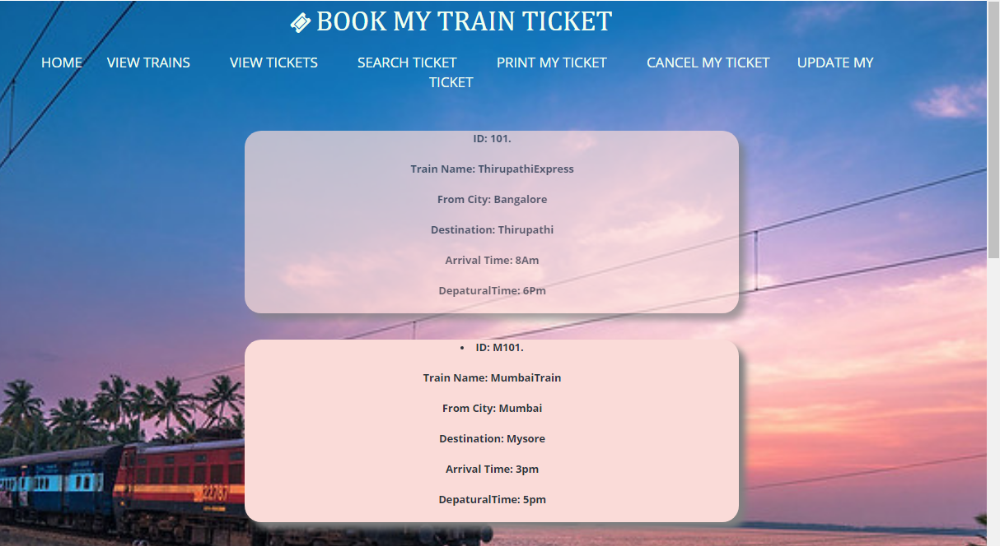 BOOK MY TRAIN TICKET
HOME VIEW TRAINS VIEW TICKETS SEARCH TICKET PRINT MY TICKET CANCEL MY TICKET UPDATE MY
TICKET
ID: 101.
Train Name: ThirupathiExpress
From City: Bangalore
Destination: Thirupathi
Arrival Time: 8Am
DepaturalTime: 6Pm
• ID: M101.
Train Name: MumbaiTrain
From City: Mumbai
Destination: Mysore
Arrival Time: 3pm
DepaturalTime: 5pm